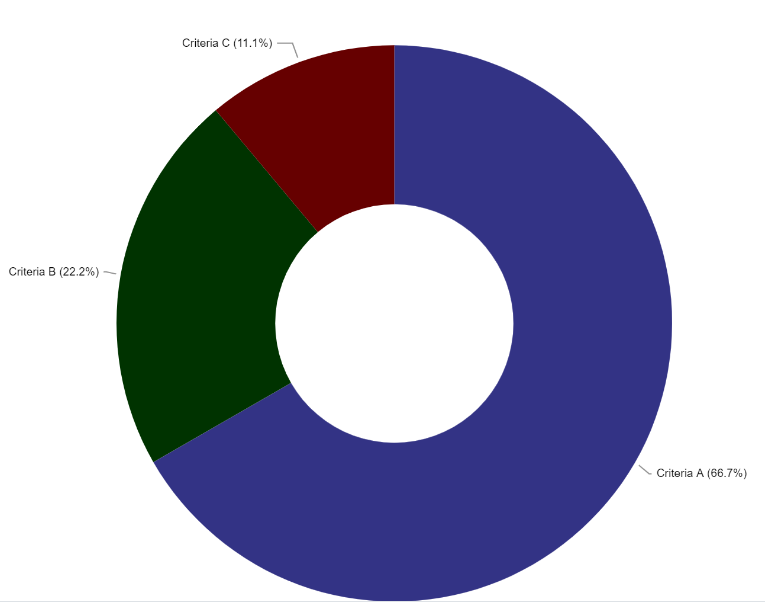 Criteria C (11.1%)
Criteria B (22.2%)
Criteria A (66.7%)